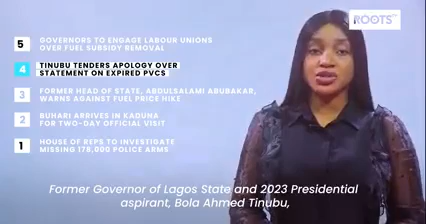 ROOTS
5 GOVERNORS TO ENGAGE LABOUR UNIONS
OVER FUEL SUBSIDY REMOVAL
4 TINUBU TENDERS APOLOGY OVER
STATEMENT ON EXPIRED PVCS
3 FORMER HEAD OF STATE, ABDULSALAMI ABUBAKAR,
WARNS AGAINST FUEL PRICE HIKE
2 BUHARI ARRIVES IN KADUNA
FOR TWO-DAY OFFICIAL VISIT
1 HOUSE OF REPS TO INVESTIGATE
MISSING 178,000 POLICE ARMS
Former Governor of Lagos State and 2023 Presidential
aspirant, Bola Ahmed Tinubu,